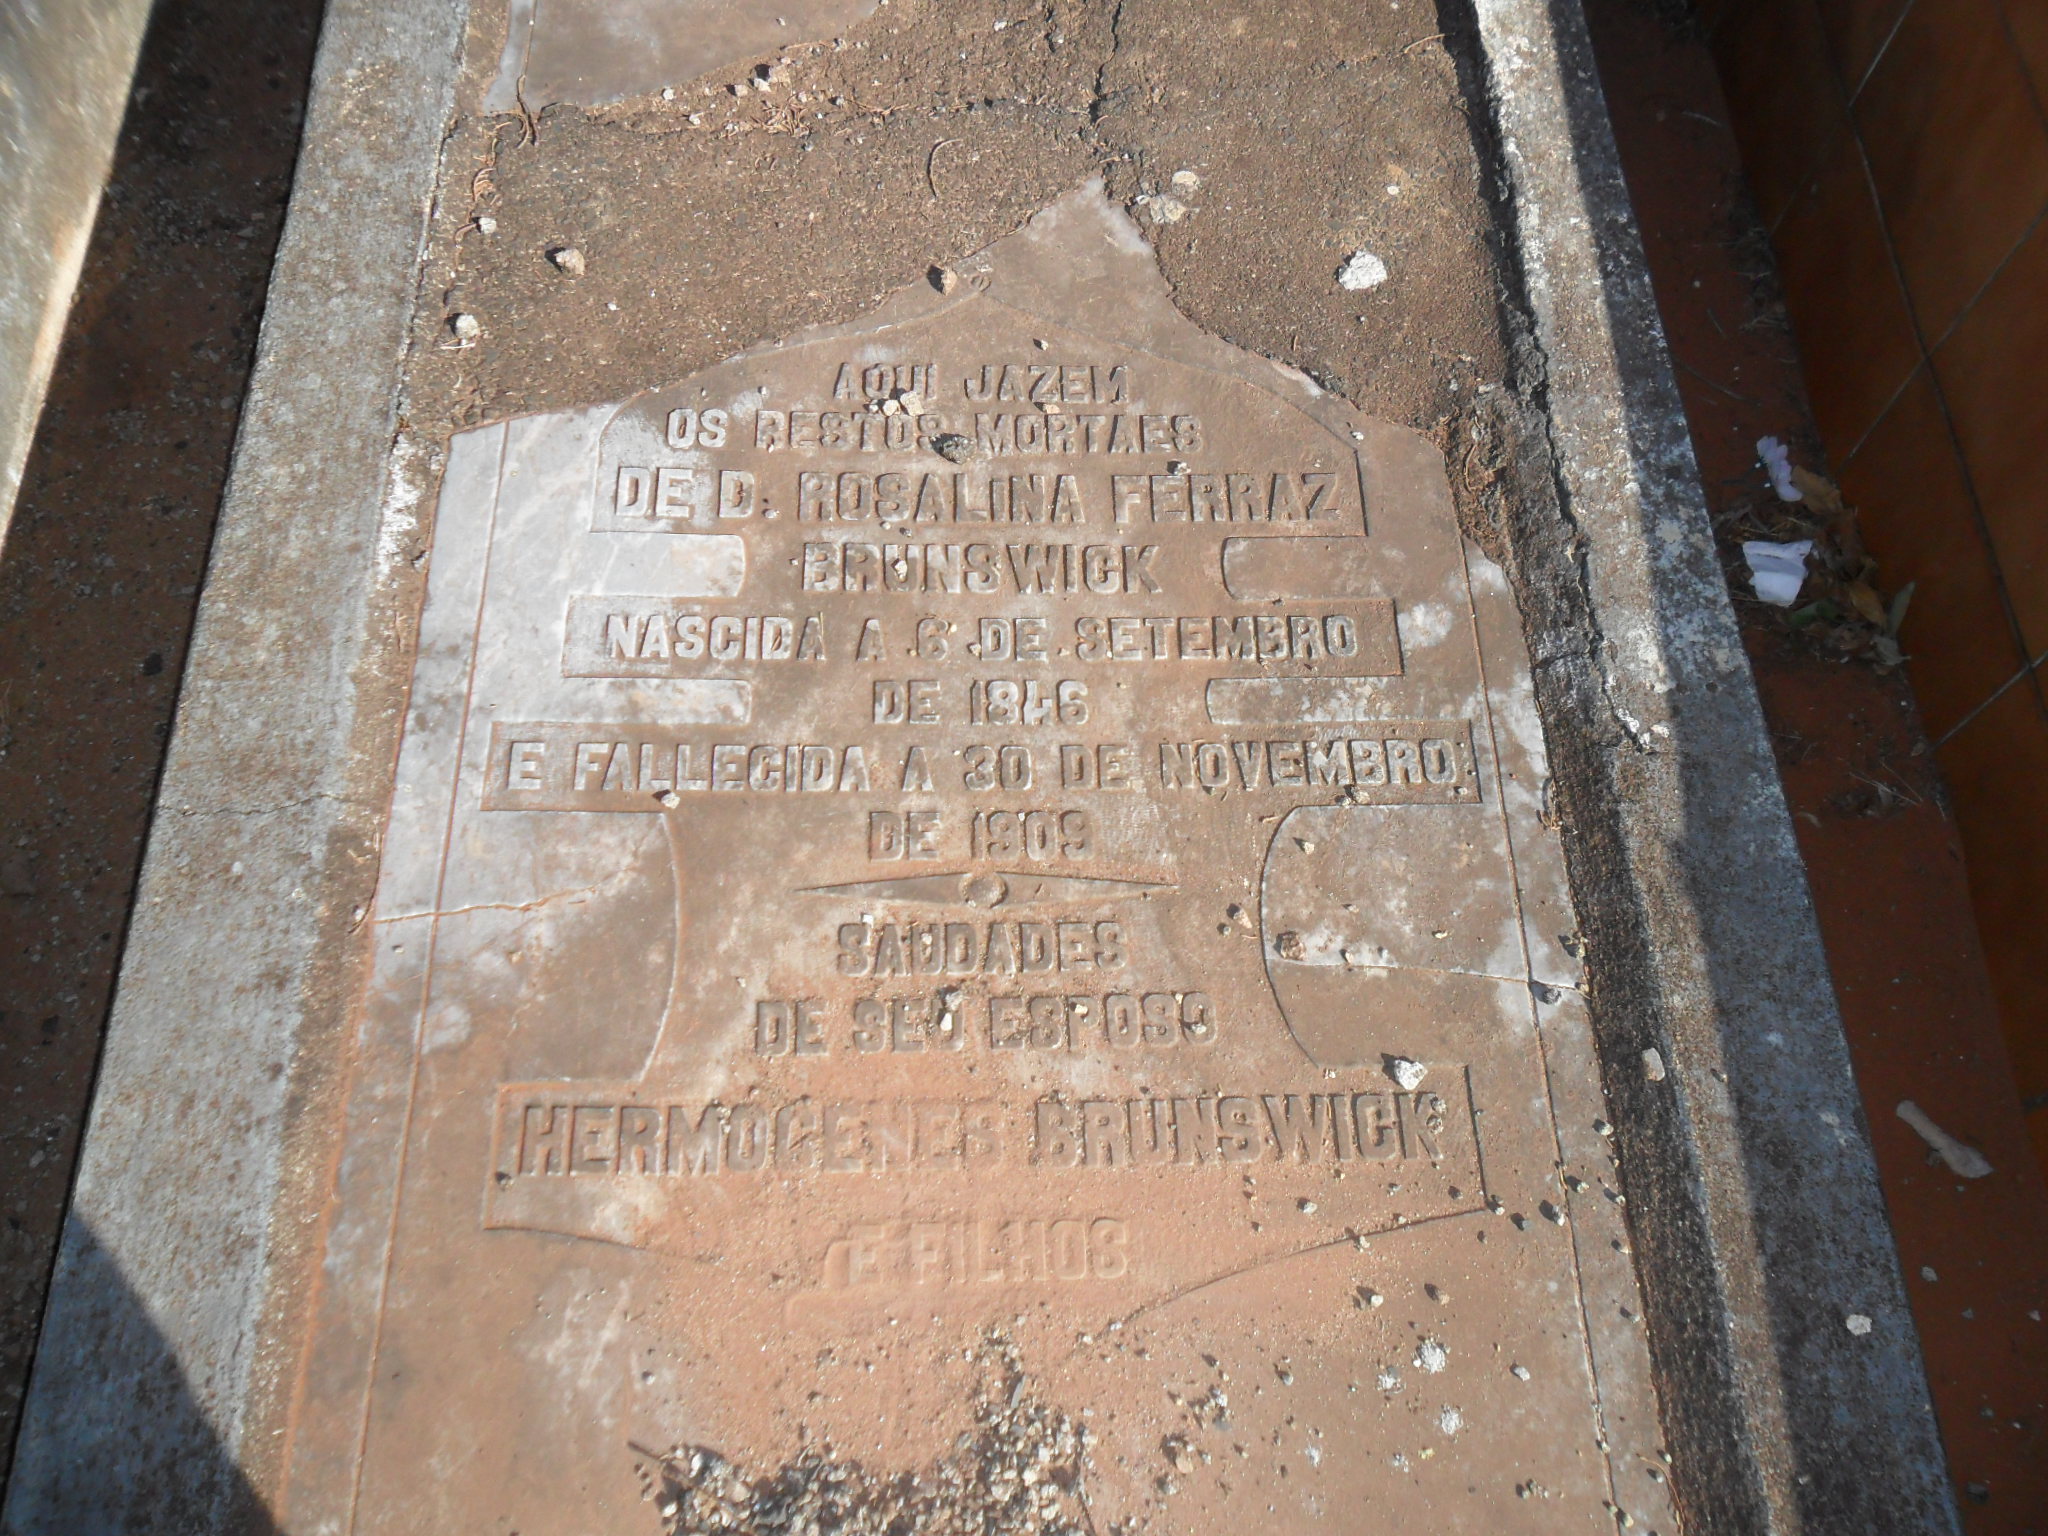 AQUI JAZEM
OS RESTOS MORTAES
DE D. ROSALINA FERRAZ
BRUNSWICK
NASCIDA A 6 DE SETEMBRO
DE 1846
E FALLECIDA A 30 DE NOVEMBRO
DE 1909
SAUDADES
DE SEU ESPOSO
HERMOGENES BRUNSWICK
E FILHOS